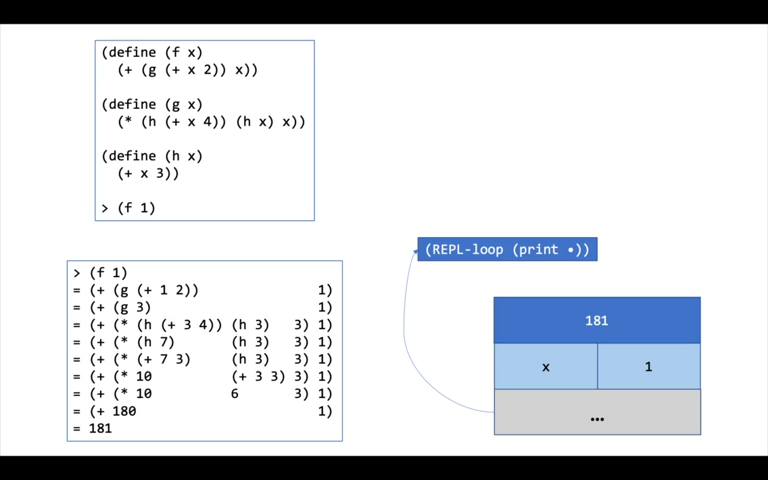 (define (f x)
(+ (g (+ x 2)) x))
(define (g x)
(* (h (+ x 4)) (h x) x))
(define (h x)
(+ x 3))
> (f 1)
> (f 1)
= (+ (g (+ 1 2)) 1)
= (+ (g 3) 1)
= (+ (* (h (+ 3 4)) (h 3) 3) 1)
= (+ (* (h 7) (h 3) 3) 1)
= (+ (* (+ 7 3) (h 3) 3) 1)
= (+ (* 10 (+ 3 3) 3) 1)
= (+ (* 10 6 3) 1)
= (+ 180 1)
= 181
(REPL-loop (print •))
181
x 1
...